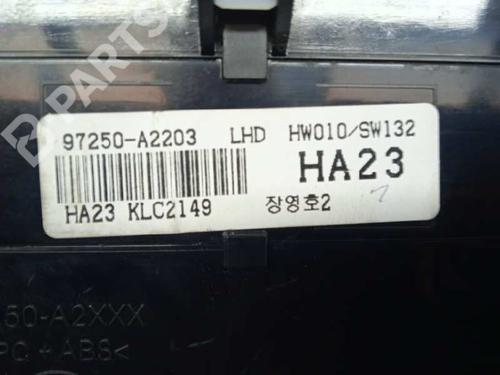 B-PARTS
97250-A2203 LHD HW010/SW132
HA23
HA23 KLC2149 장영호2
50-A2XXX
PC+ABS<